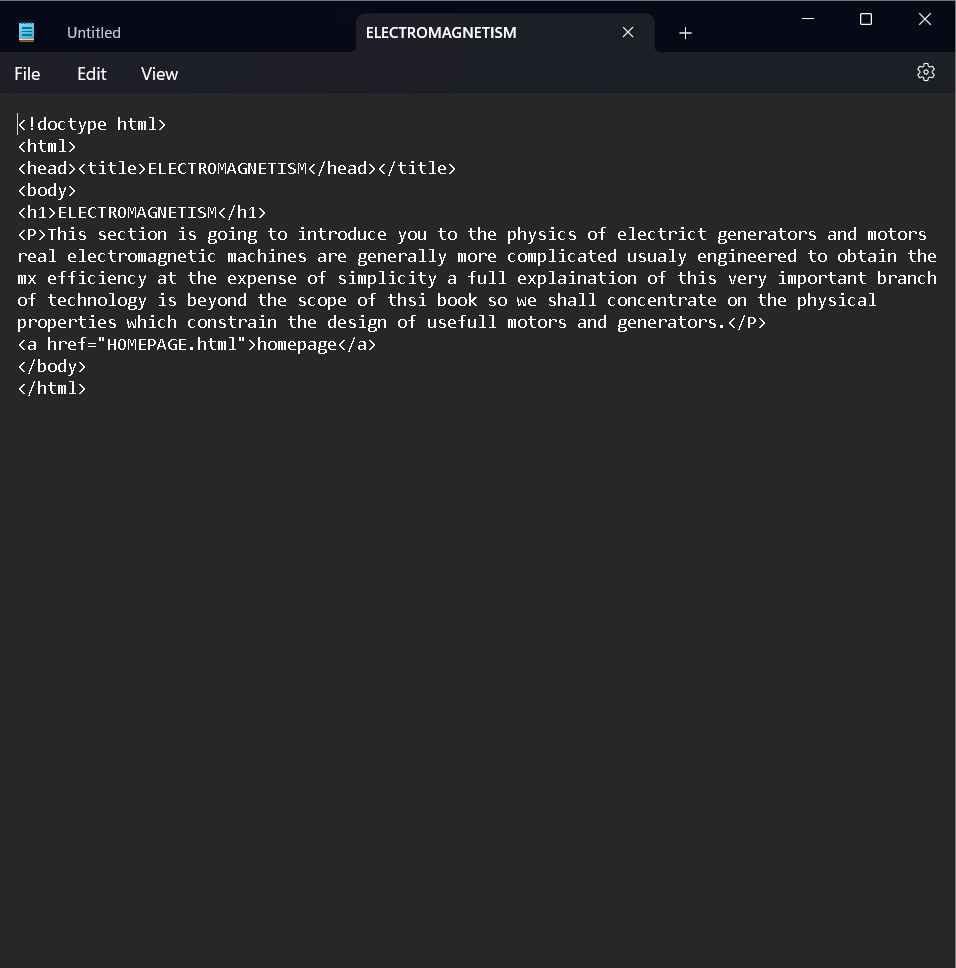 Untitled
ELECTROMAGNETISM
File Edit View
<!doctype html>
<html>
<head><title>ELECTROMAGNETISM</head></title>
<body>
<h1>ELECTROMAGNETISM</h1>
<P>This section is going to introduce you to the physics of electrict generators and motors
real electromagnetic machines are generally more complicated usualy engineered to obtain the
mx efficiency at the expense of simplicity a full explaination of this very important branch
of technology is beyond the scope of thsi book so we shall concentrate on the physical
properties which constrain the design of usefull motors and generators.</P>
<a href="HOMEPAGE.html">homepage</a>
</body>
</html>